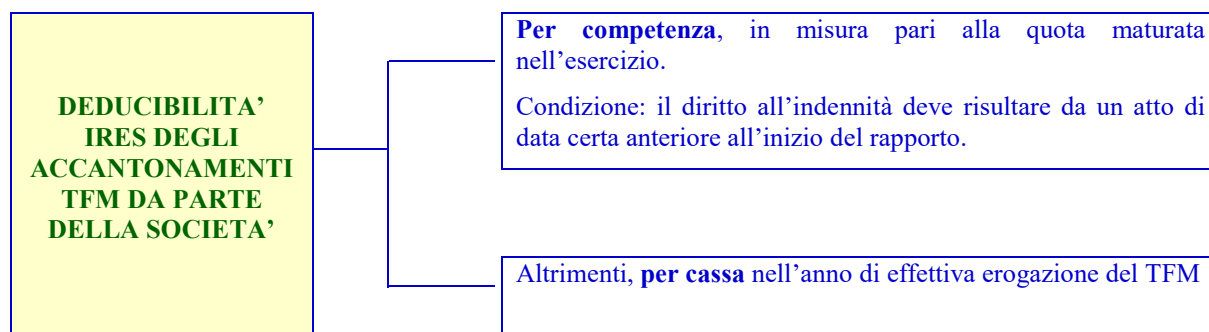 DEDUCIBILITA’
IRES DEGLI
ACCANTONAMENTI
TFM DA PARTE
DELLA SOCIETA’
Per competenza, in misura pari alla quota maturata
nell’esercizio.
Condizione: il diritto all’indennità deve risultare da un atto di
data certa anteriore all’inizio del rapporto.
Altrimenti, per cassa nell’anno di effettiva erogazione del TFM